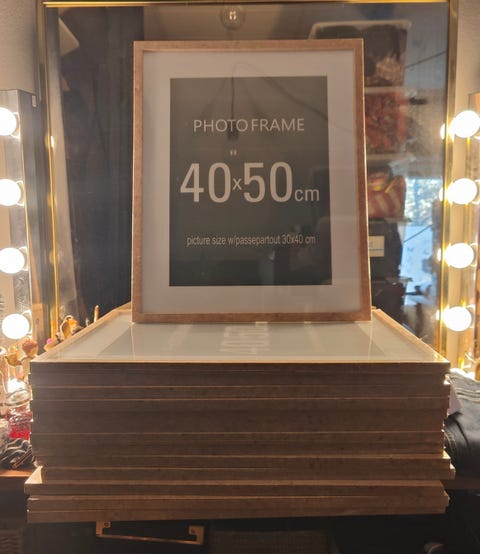 PHOTO FRAME
40x50cm
picture size w/passepartout 30x40 cm